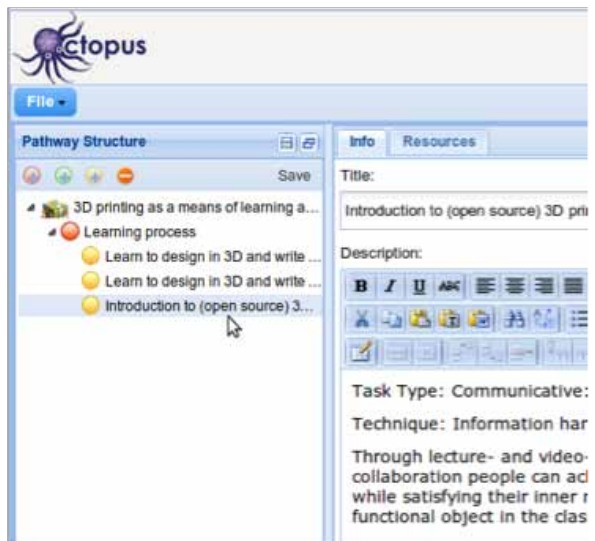 Octopus
File
Pathway Structure
Save
3D printing as a means of learning a...
Learning process
Learn to design in 3D and write ...
Learn to design in 3D and write ...
Introduction to (open source) 3...
Info Resources
Title:
Introduction to (open source) 3D pri
Description:
B I U ABC
Task Type: Communicative:
Technique: Information har
Through lecture- and video-
collaboration people can ac
while satisfying their inner
functional object in the clas